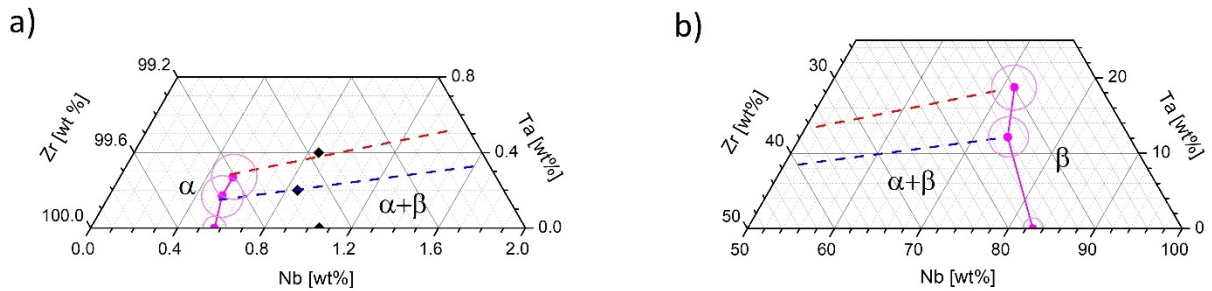 a)
99.2
0.8
Zr [wt %]
Ta [wt%]
99.6
0.4
α
α+β
100.0
0.0
0.0
0.4
0.8
1.2
1.6
2.0
Nb [wt%]
b)
30
20
Zr [wt %]
Ta [wt%]
40
10
β
α+β
50
0
50
60
70
80
90
100
Nb [wt%]